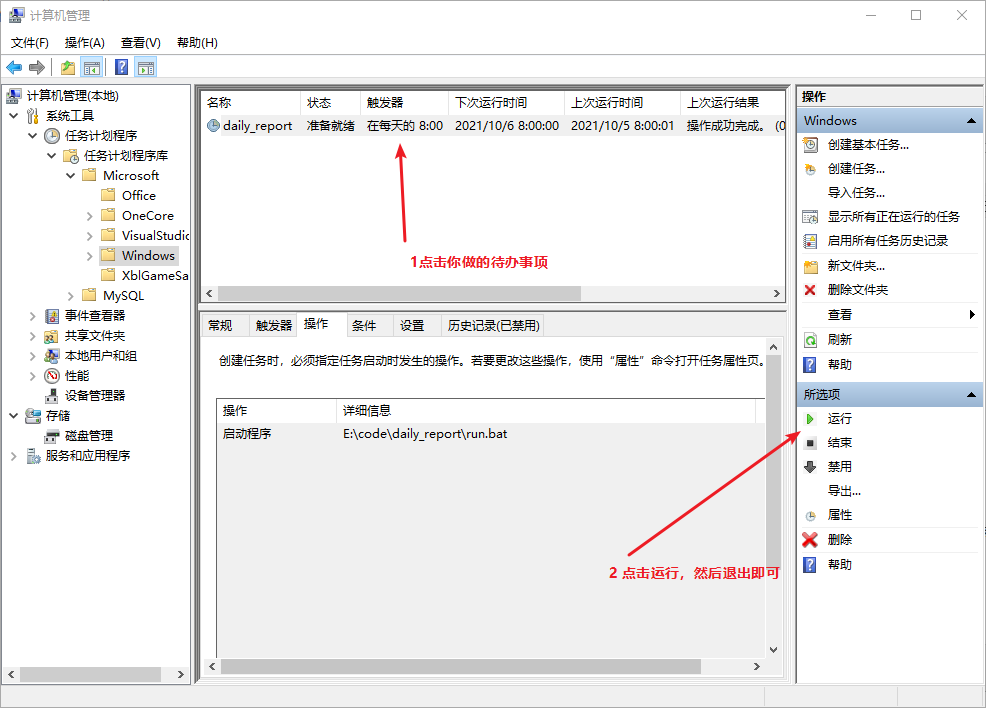 计算机管理
文件(F) 操作(A) 查看(V) 帮助(H)
计算机管理(本地)
系统工具
任务计划程序
任务计划程序库
Microsoft
Office
OneCore
VisualStudio
Windows
XblGameSa
MySQL
事件查看器
共享文件夹
本地用户和组
性能
设备管理器
存储
磁盘管理
服务和应用程序
名称 状态 触发器 下次运行时间 上次运行时间 上次运行结果
daily_report 准备就绪 在每天的 8:00 2021/10/6 8:00:00 2021/10/5 8:00:01 操作成功完成。 (0
1点击你做的待办事项
常规 触发器 操作 条件 设置 历史记录(已禁用)
创建任务时，必须指定任务启动时发生的操作。若要更改这些操作，使用“属性”命令打开任务属性页。
操作 详细信息
启动程序 E:\code\daily_report\run.bat
2 点击运行，然后退出即可
操作
Windows
创建基本任务...
创建任务...
导入任务...
显示所有正在运行的任务
启用所有任务历史记录
新文件夹...
删除文件夹
查看
刷新
帮助
所选项
运行
结束
禁用
导出...
属性
删除
帮助